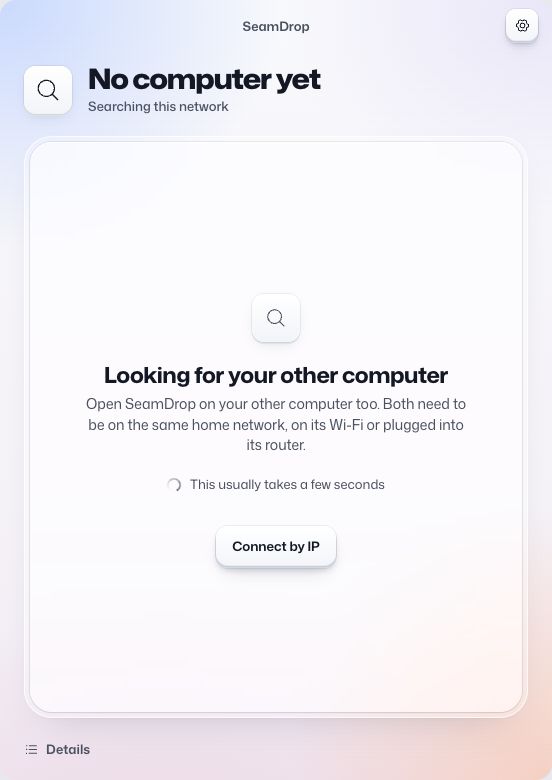 SeamDrop
No computer yet
Searching this network
Looking for your other computer
Open SeamDrop on your other computer too. Both need to
be on the same home network, on its Wi-Fi or plugged into
its router.
This usually takes a few seconds
Connect by IP
Details